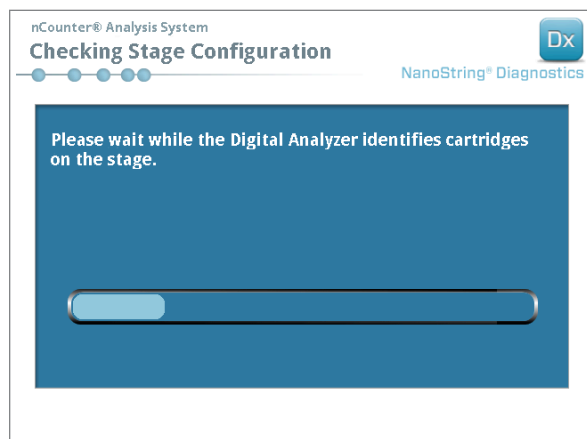 nCounter® Analysis System
Checking Stage Configuration
Dx
NanoString® Diagnostics
Please wait while the Digital Analyzer identifies cartridges
on the stage.